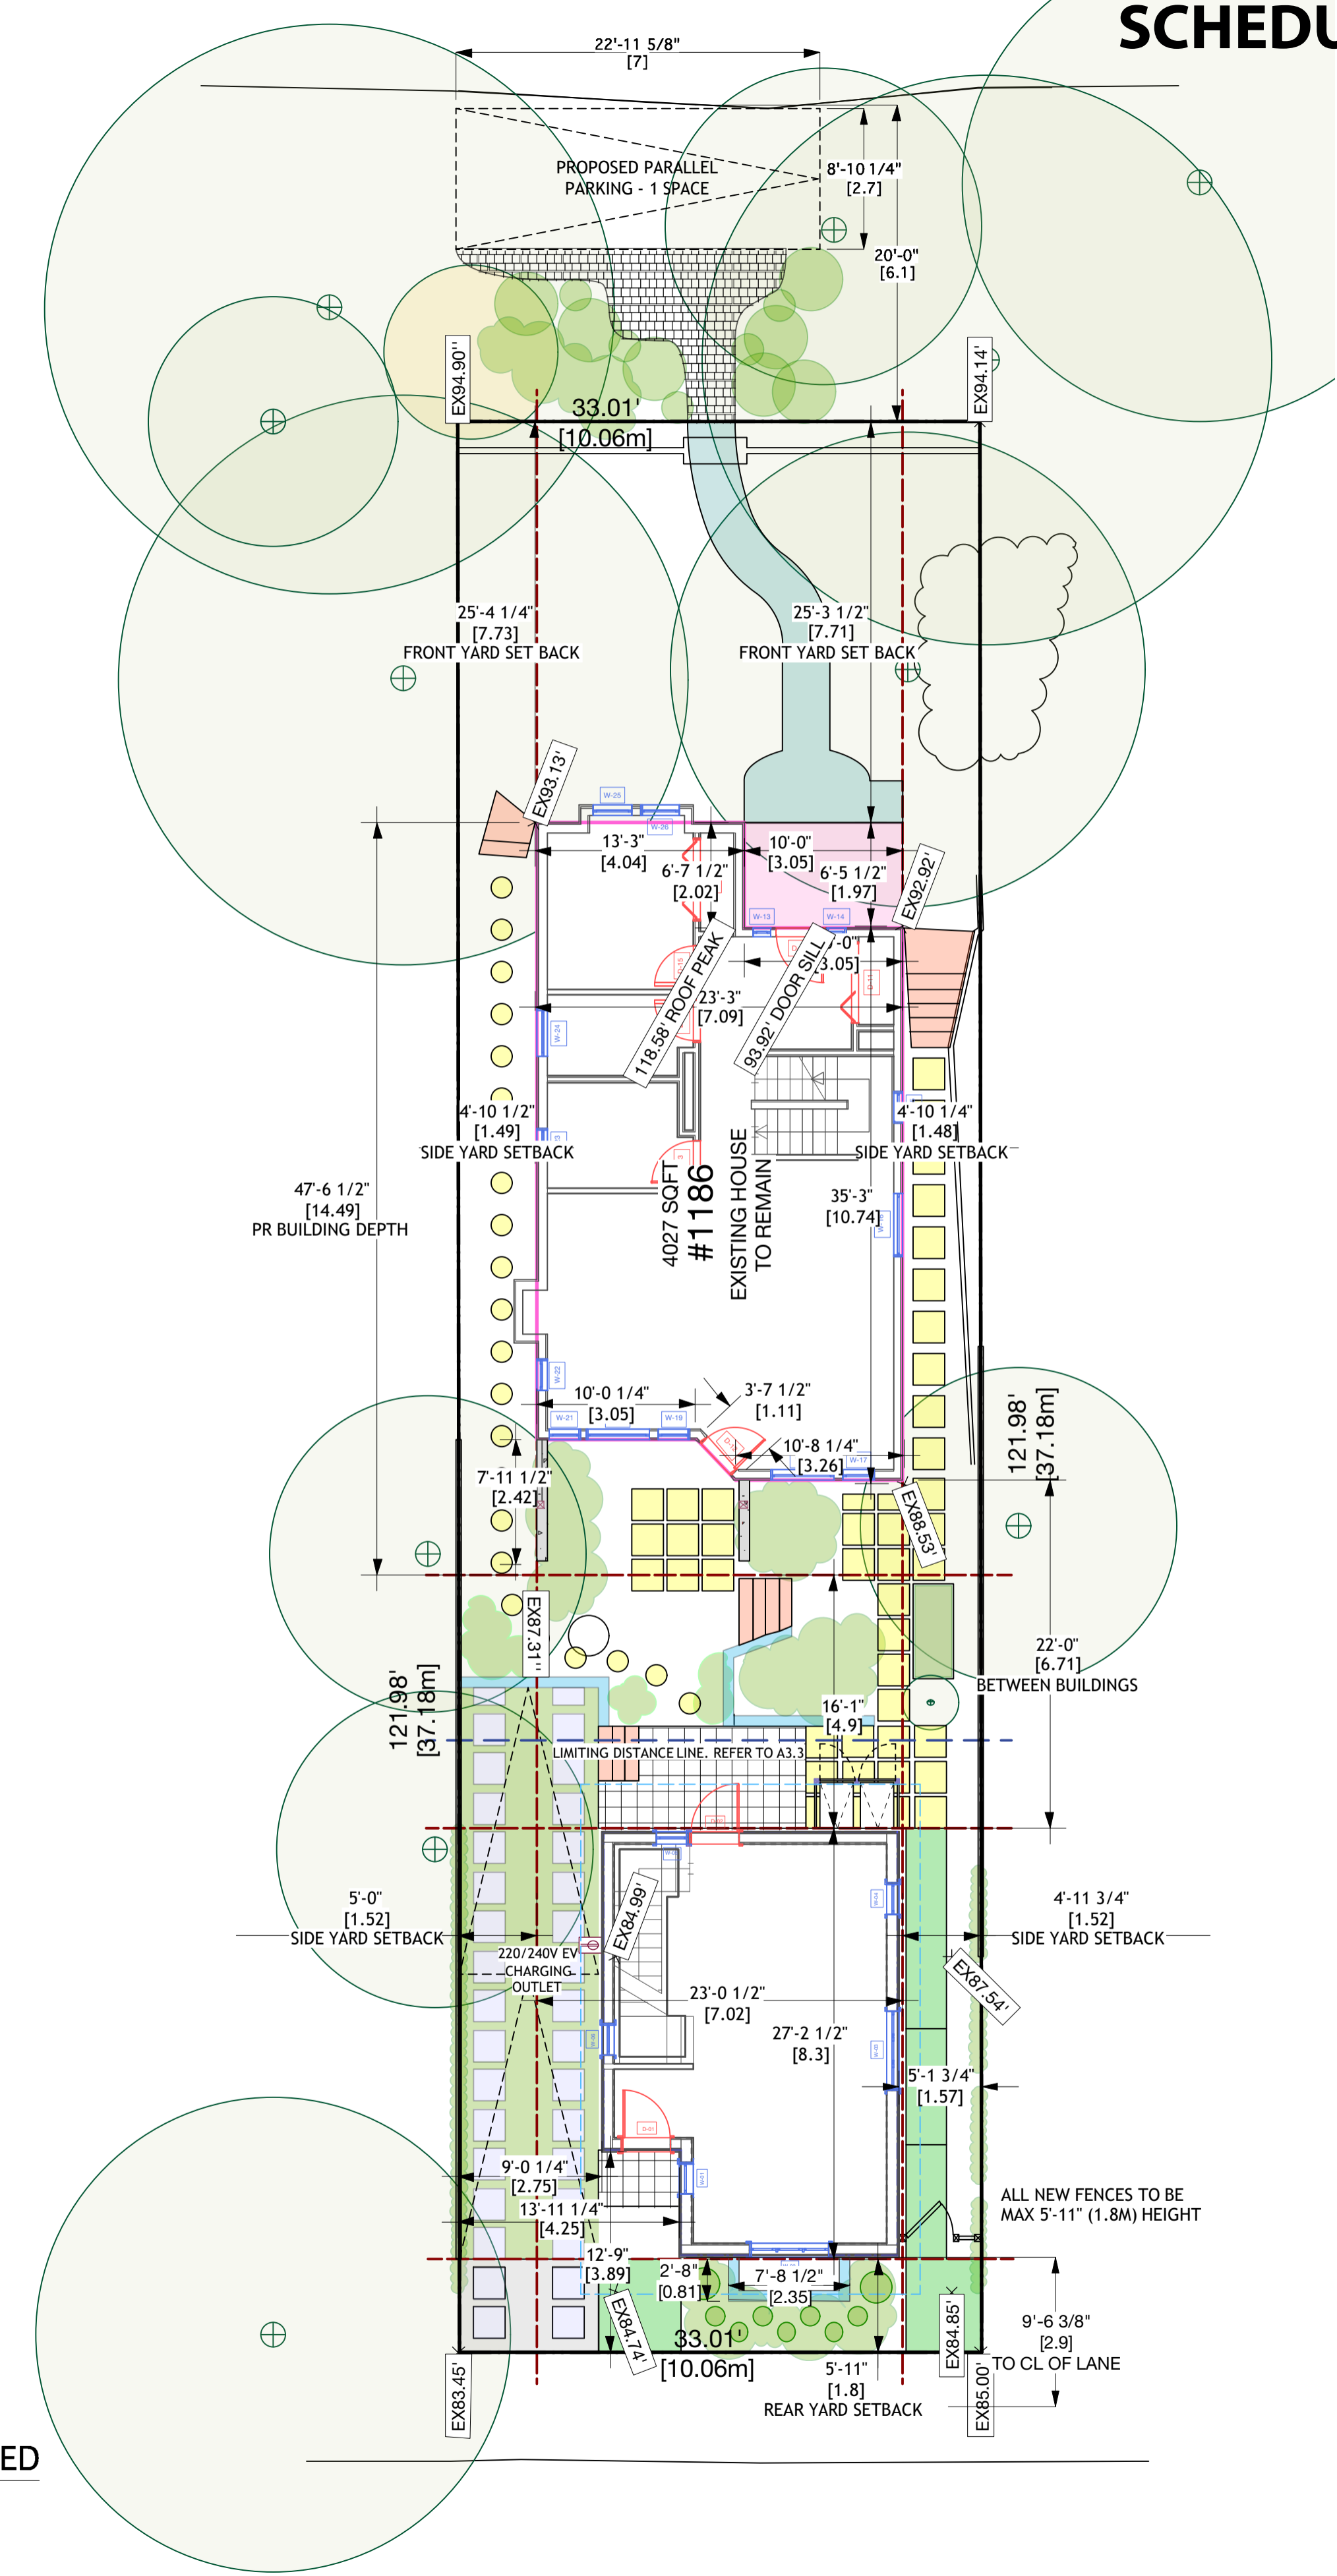 SCHEDU
22'-11 5/8"
[7]
PROPOSED PARALLEL
PARKING - 1 SPACE
8'-10 1/4"
[2.7]
20'-0"
[6.1]
EX94.90''
EX94.14'
33.01'
[10.06m]
25'-4 1/4"
[7.73]
FRONT YARD SET BACK
25'-3 1/2"
[7.71]
FRONT YARD SET BACK
EX93.13'
W-25
W-26
13'-3"
[4.04]
6'-7 1/2"
[2.02]
10'-0"
[3.05]
6'-5 1/2"
[1.97]
EX92.92'
W-13
W-14
-0"
3.05]
D-15
D-11
118.58' ROOF PEAK
93.92' DOOR SILL
23'-3"
[7.09]
W-24
4'-10 1/2"
[1.49]
SIDE YARD SETBACK
4'-10 1/4"
[1.48]
SIDE YARD SETBACK
47'-6 1/2"
[14.49]
PR BUILDING DEPTH
4027 SQFT
#1186
EXISTING HOUSE
TO REMAIN
35'-3"
[10.74]
W-22
10'-0 1/4"
[3.05]
3'-7 1/2"
[1.11]
W-21
W-19
10'-8 1/4"
[3.26]
W-17
121.98'
[37.18m]
7'-11 1/2"
[2.42]
EX88.53'
EX87.31''
22'-0"
[6.71]
BETWEEN BUILDINGS
121.98'
[37.18m]
16'-1"
[4.9]
LIMITING DISTANCE LINE. REFER TO A3.3
EX84.99'
W-04
5'-0"
[1.52]
SIDE YARD SETBACK
4'-11 3/4"
[1.52]
SIDE YARD SETBACK
220/240V EV
CHARGING
OUTLET
EX87.54'
23'-0 1/2"
[7.02]
27'-2 1/2"
[8.3]
5'-1 3/4"
[1.57]
D-01
W-01
9'-0 1/4"
[2.75]
13'-11 1/4"
[4.25]
ALL NEW FENCES TO BE
MAX 5'-11" (1.8M) HEIGHT
12'-9"
[3.89]
2'-8"
[0.81]
7'-8 1/2"
[2.35]
EX84.74'
EX84.85'
33.01'
[10.06m]
9'-6 3/8"
[2.9]
TO CL OF LANE
5'-11"
[1.8]
REAR YARD SETBACK
EX83.45'
EX85.00'
ED